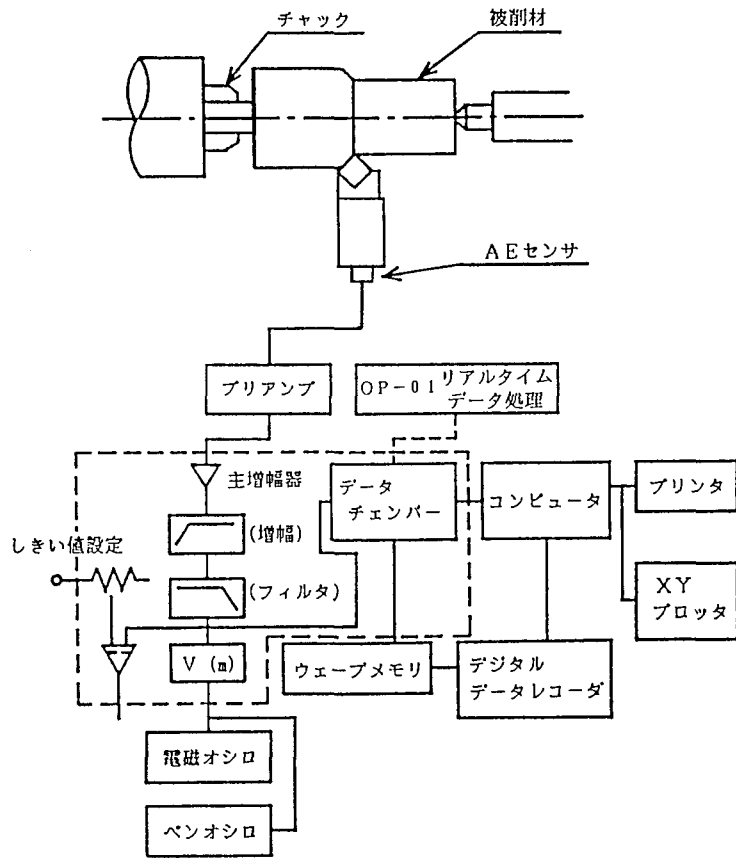 チャック
被削材
AEセンサ
プリアンプ
OP-01 リアルタイム
データ処理
主増幅器
データ
チェンバー
コンピュータ
プリンタ
(増幅)
しきい値設定
(フィルタ)
XY
プロッタ
V (m)
ウェーブメモリ
デジタル
データレコーダ
電磁オシロ
ペンオシロ